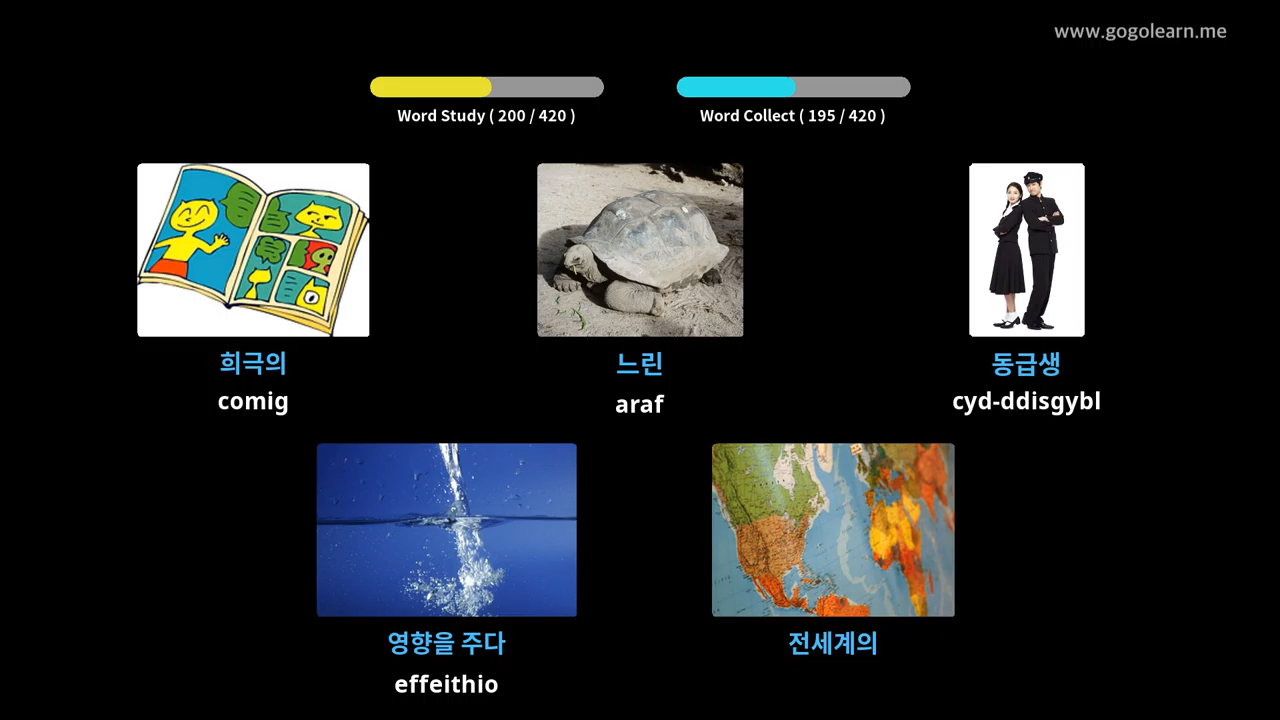 www.gogolearn.me
Word Study ( 200 / 420 )
Word Collect ( 195 / 420 )
희극의
comig
느린
araf
동급생
cyd-ddisgybl
영향을 주다
effeithio
전세계의